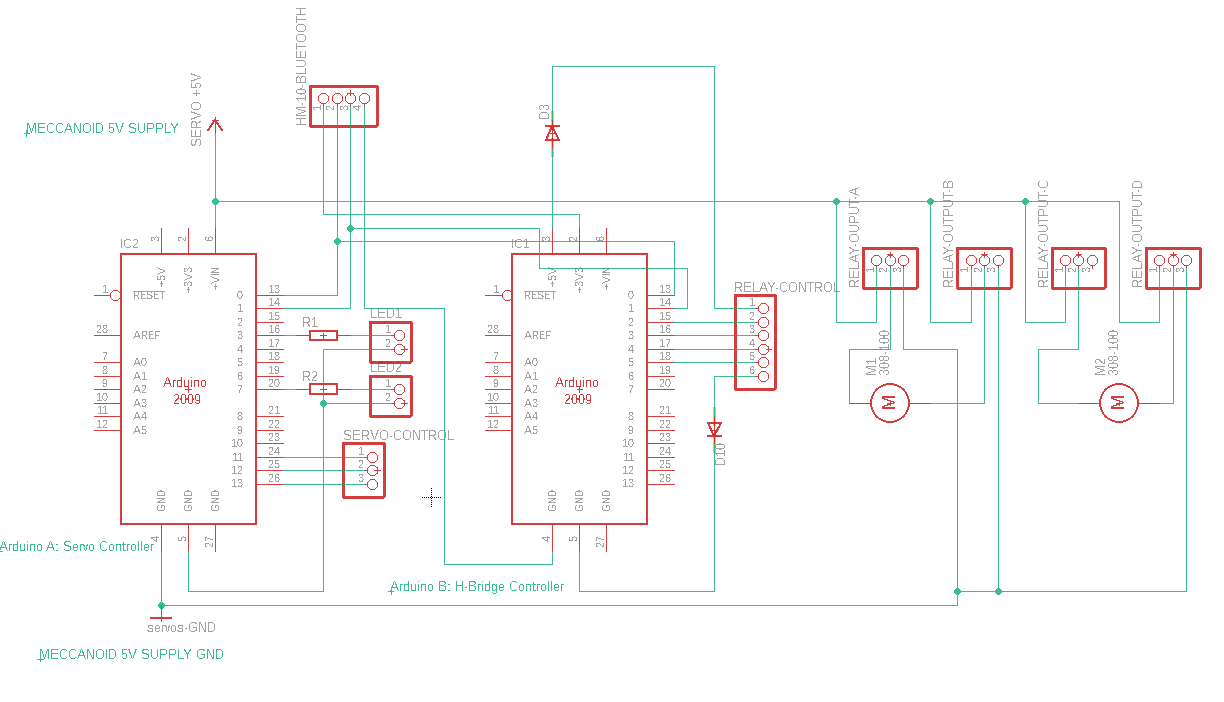 HM-10-BLUETOOTH
1
2
3
4
SERVO +5V
MECCANOID 5V SUPPLY
D3
RELAY-OUPUT-A
1
2
3
RELAY-OUTPUT-B
1
2
3
RELAY-OUTPUT-C
1
2
3
RELAY-OUTPUT-D
1
2
3
IC2
3
2
6
+5V
+3V3
+VIN
1
RESET
28
AREF
7
A0
8
A1
9
A2
10
A3
11
A4
12
A5
Arduino
2009
0
13
1
14
2
15
3
16
4
17
5
18
6
19
7
20
8
21
9
22
10
23
11
24
12
25
13
26
GND
GND
GND
4
5
27
R1
R2
LED1
1
2
LED2
1
2
SERVO-CONTROL
1
2
3
IC1
3
2
6
+5V
+3V3
+VIN
1
RESET
28
AREF
7
A0
8
A1
9
A2
10
A3
11
A4
12
A5
Arduino
2009
0
13
1
14
2
15
3
16
4
17
5
18
6
19
7
20
8
21
9
22
10
23
11
24
12
25
13
26
GND
GND
GND
4
5
27
RELAY-CONTROL
1
2
3
4
5
6
D10
M1
308-100
M
M2
308-100
M
Arduino A: Servo Controller
Arduino B: H-Bridge Controller
servos-GND
MECCANOID 5V SUPPLY GND